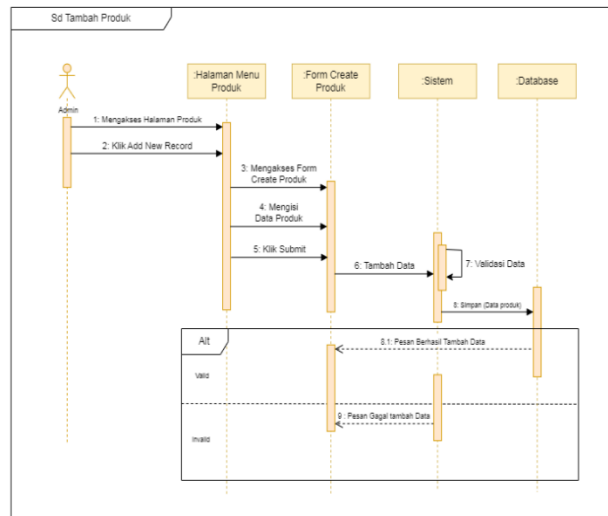 Sd Tambah Produk
:Halaman Menu
Produk
:Form Create
Produk
:Sistem
:Database
Admin
1: Mengakses Halaman Produk
2: Klik Add New Record
3: Mengakses Form
Create Produk
4: Mengisi
Data Produk
5: Klik Submit
6: Tambah Data
7: Validasi Data
8: Simpan (Data produk)
Alt
8.1: Pesan Berhasil Tambah Data
Valid
9 : Pesan Gagal tambah Data
Invalid